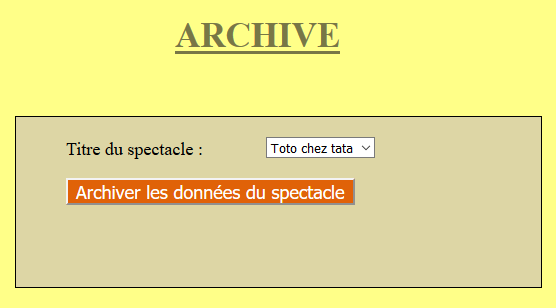 ARCHIVE
Titre du spectacle : Toto chez tata
Archiver les données du spectacle